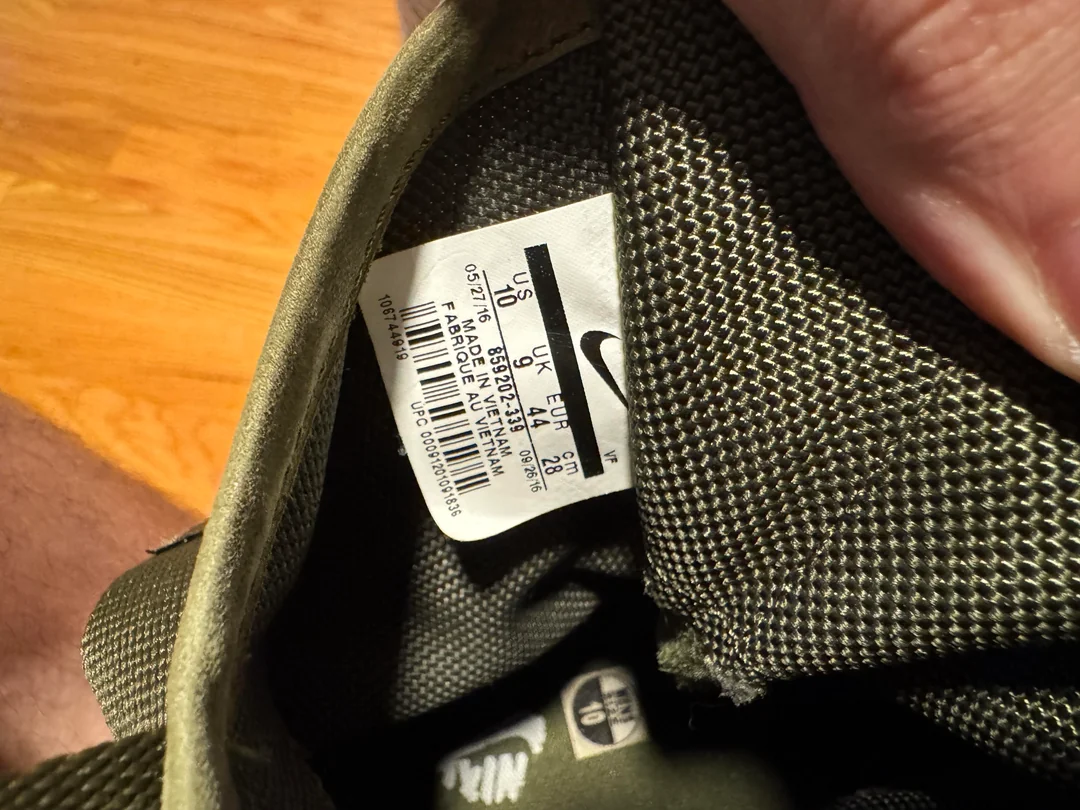 VF
US UK EUR cm
10 9 44 28
05/27/16 859202-339 09/26/16
MADE IN VIETNAM
FABRIQUE AU VIETNAM
UPC 00091201091836
106744919
10